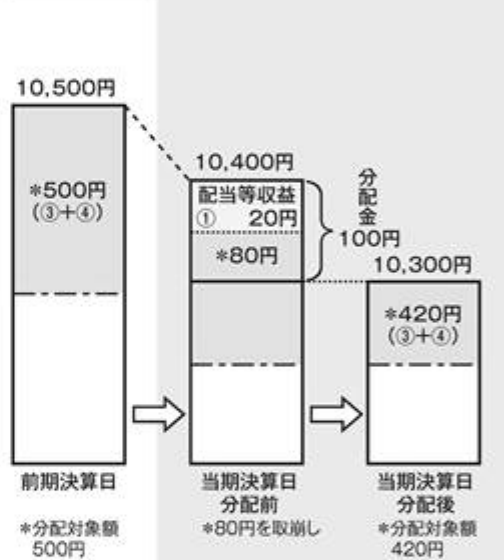 10,500円
*500円
(③+④)
10,400円
配当等収益
① 20円
*80円
分配金
100円
10,300円
*420円
(③+④)
前期決算日
*分配対象額
500円
当期決算日
分配前
*80円を取崩し
当期決算日
分配後
*分配対象額
420円